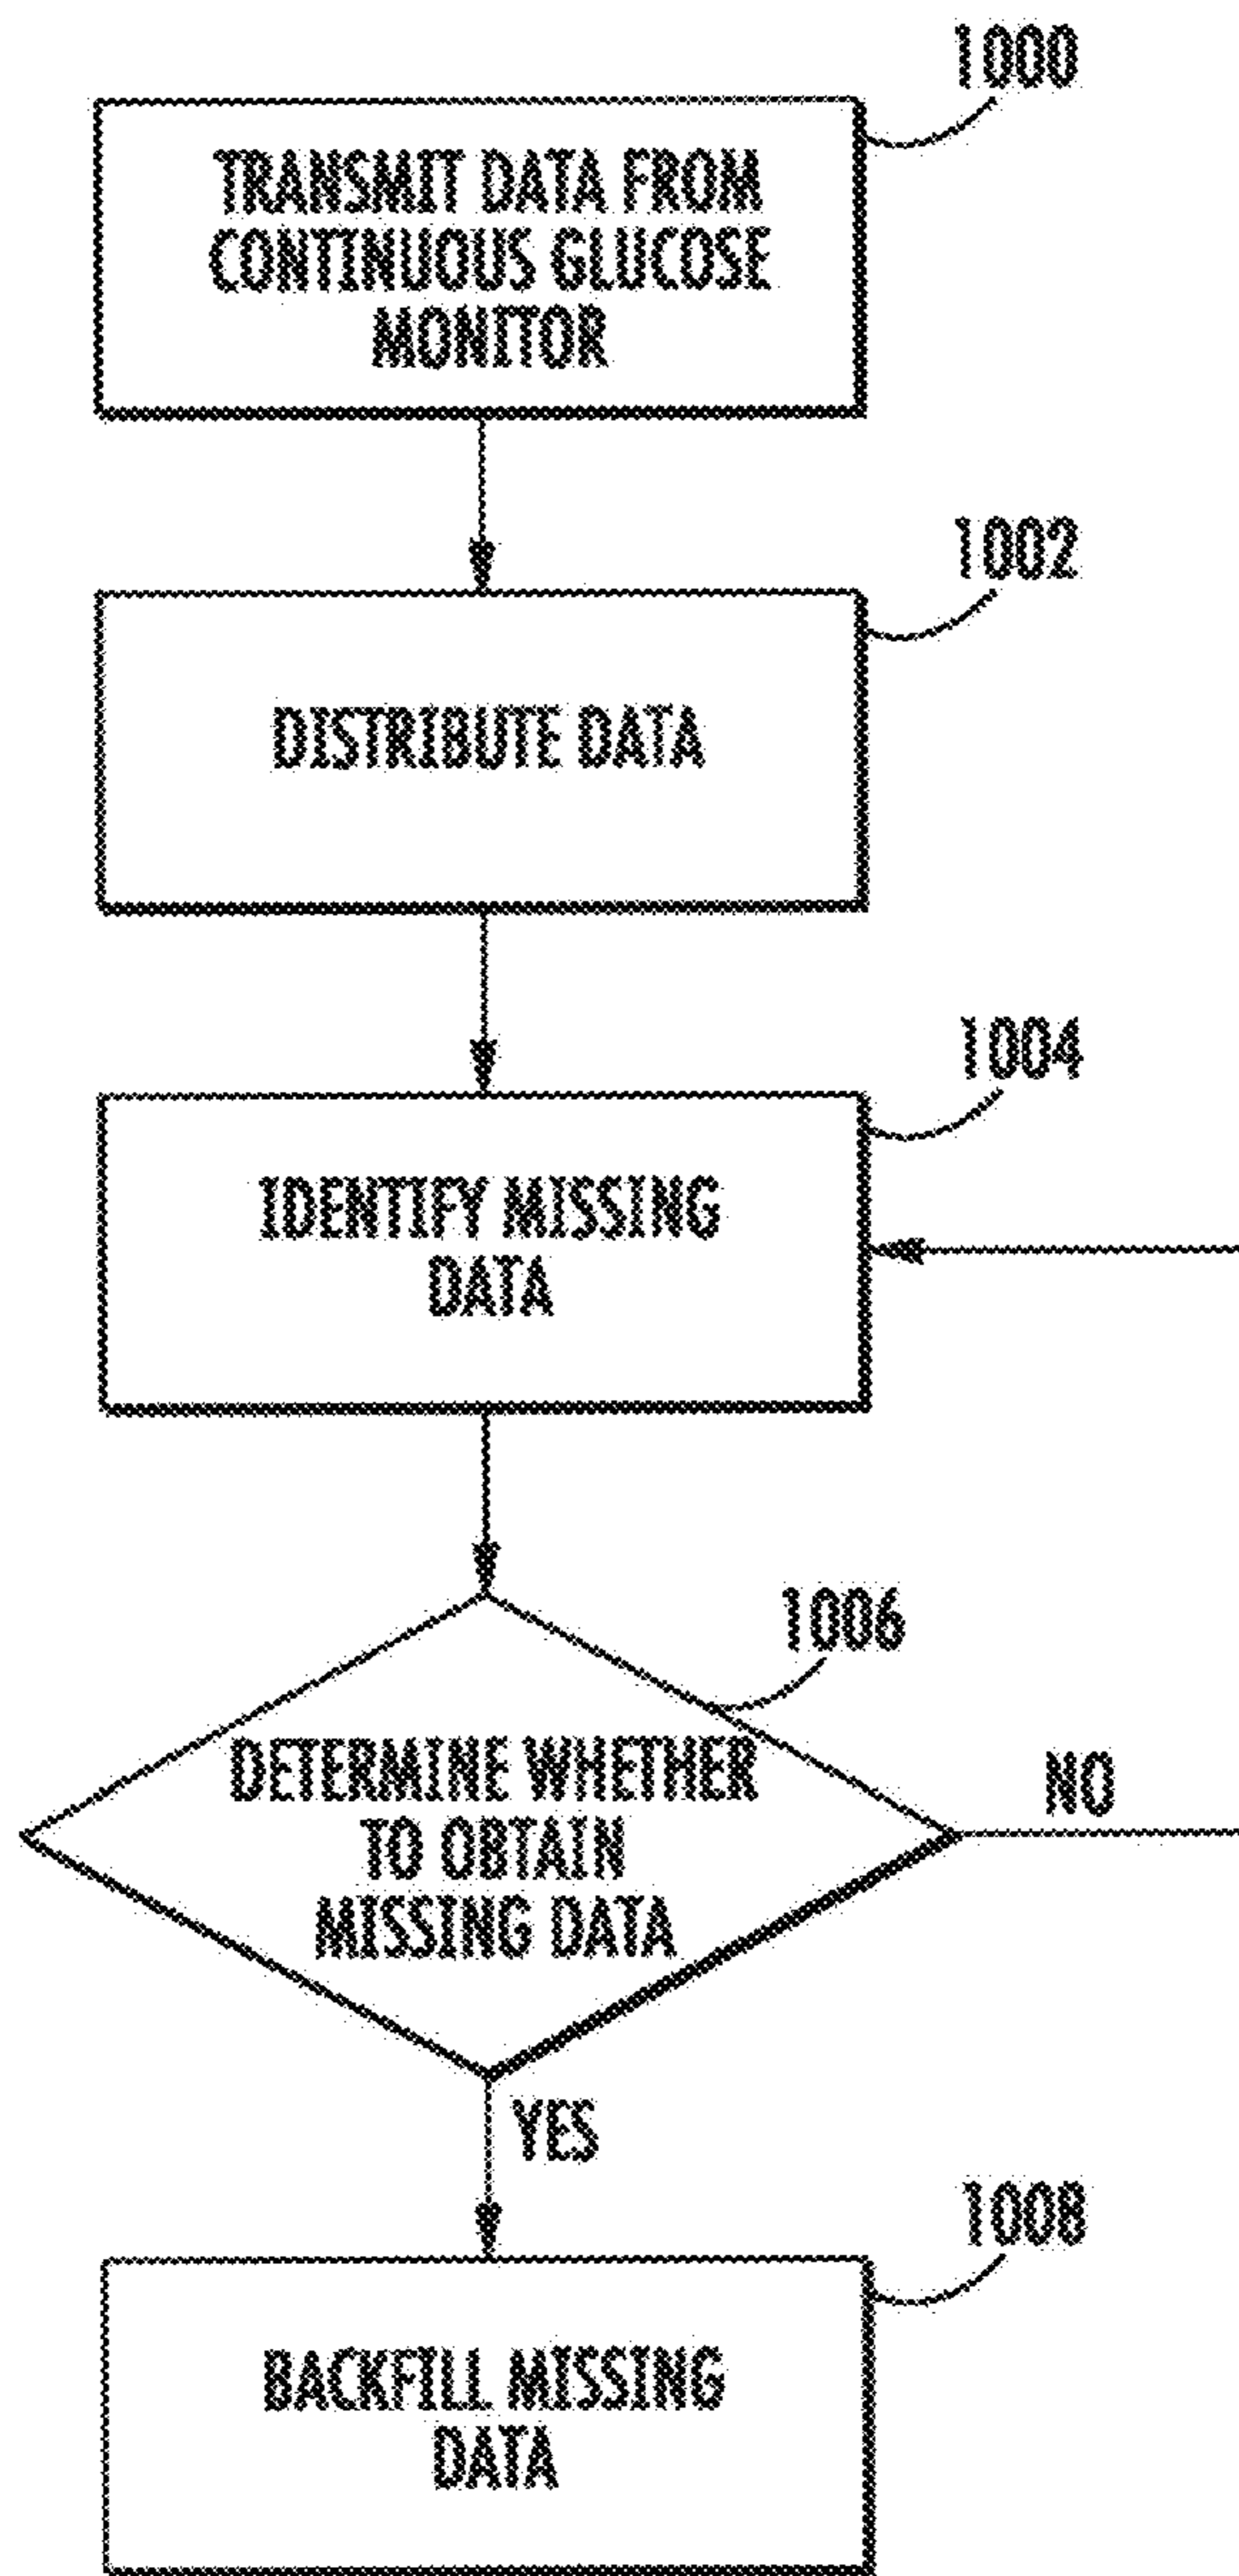 1000
TRANSMIT DATA FROM
CONTINUOUS GLUCOSE
MONITOR
1002
DISTRIBUTE DATA
1004
IDENTIFY MISSING
DATA
1006
DETERMINE WHETHER
TO OBTAIN
MISSING DATA
NO
YES
1008
BACKFILL MISSING
DATA